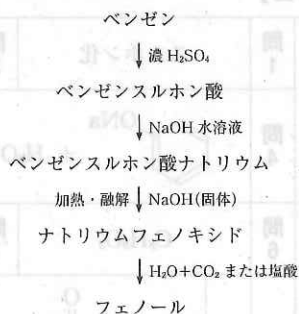 ベンゼン
↓濃 H₂SO₄
ベンゼンスルホン酸
↓NaOH 水溶液
ベンゼンスルホン酸ナトリウム
加熱・融解↓NaOH(固体)
ナトリウムフェノキシド
↓H₂O+CO₂ または塩酸
フェノール